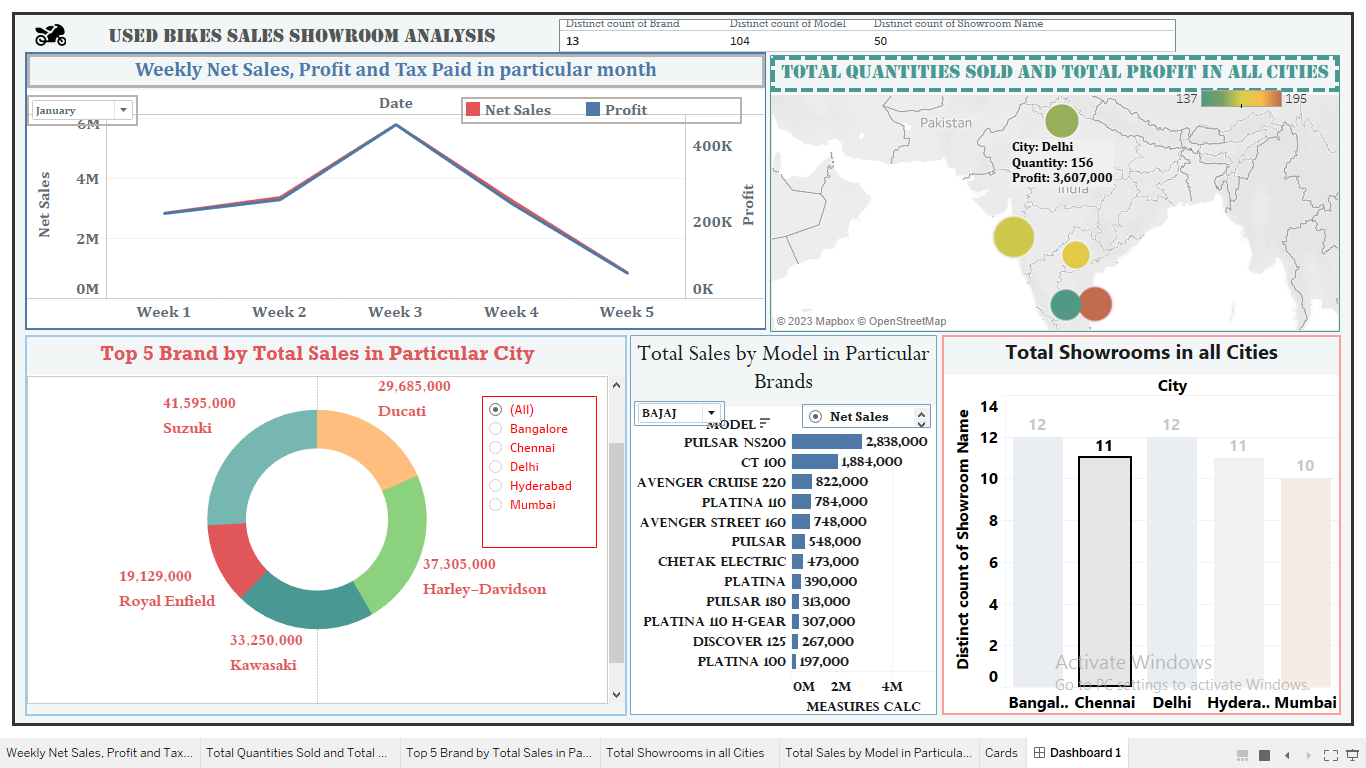 USED BIKES SALES SHOWROOM ANALYSIS
Distinct count of Brand Distinct count of Model Distinct count of Showroom Name
13 104 50
Weekly Net Sales, Profit and Tax Paid in particular month
January
Date
Net Sales Profit
6M
4M
2M
0M
Net Sales
400K
200K
0K
Profit
Week 1 Week 2 Week 3 Week 4 Week 5
TOTAL QUANTITIES SOLD AND TOTAL PROFIT IN ALL CITIES
137 195
Pakistan
City: Delhi
Quantity: 156
Profit: 3,607,000
India
© 2023 Mapbox © OpenStreetMap
Top 5 Brand by Total Sales in Particular City
29,685,000
Ducati
41,595,000
Suzuki
37,305,000
Harley-Davidson
19,129,000
Royal Enfield
33,250,000
Kawasaki
(All)
Bangalore
Chennai
Delhi
Hyderabad
Mumbai
Total Sales by Model in Particular
Brands
BAJAJ
Net Sales
MODEL
PULSAR NS200 2,838,000
CT 100 1,884,000
AVENGER CRUISE 220 822,000
PLATINA 110 784,000
AVENGER STREET 160 748,000
PULSAR 548,000
CHETAK ELECTRIC 473,000
PLATINA 390,000
PULSAR 180 313,000
PLATINA 110 H-GEAR 307,000
DISCOVER 125 267,000
PLATINA 100 197,000
0M 2M 4M
MEASURES CALC
Total Showrooms in all Cities
City
Distinct count of Showroom Name
14
12
10
8
6
4
2
0
12 11 12 11 10
Bangal.. Chennai Delhi Hydera.. Mumbai
Activate Windows
Go to PC settings to activate Windows.
Weekly Net Sales, Profit and Tax... Total Quantities Sold and Total ... Top 5 Brand by Total Sales in Pa... Total Showrooms in all Cities Total Sales by Model in Particula... Cards Dashboard 1